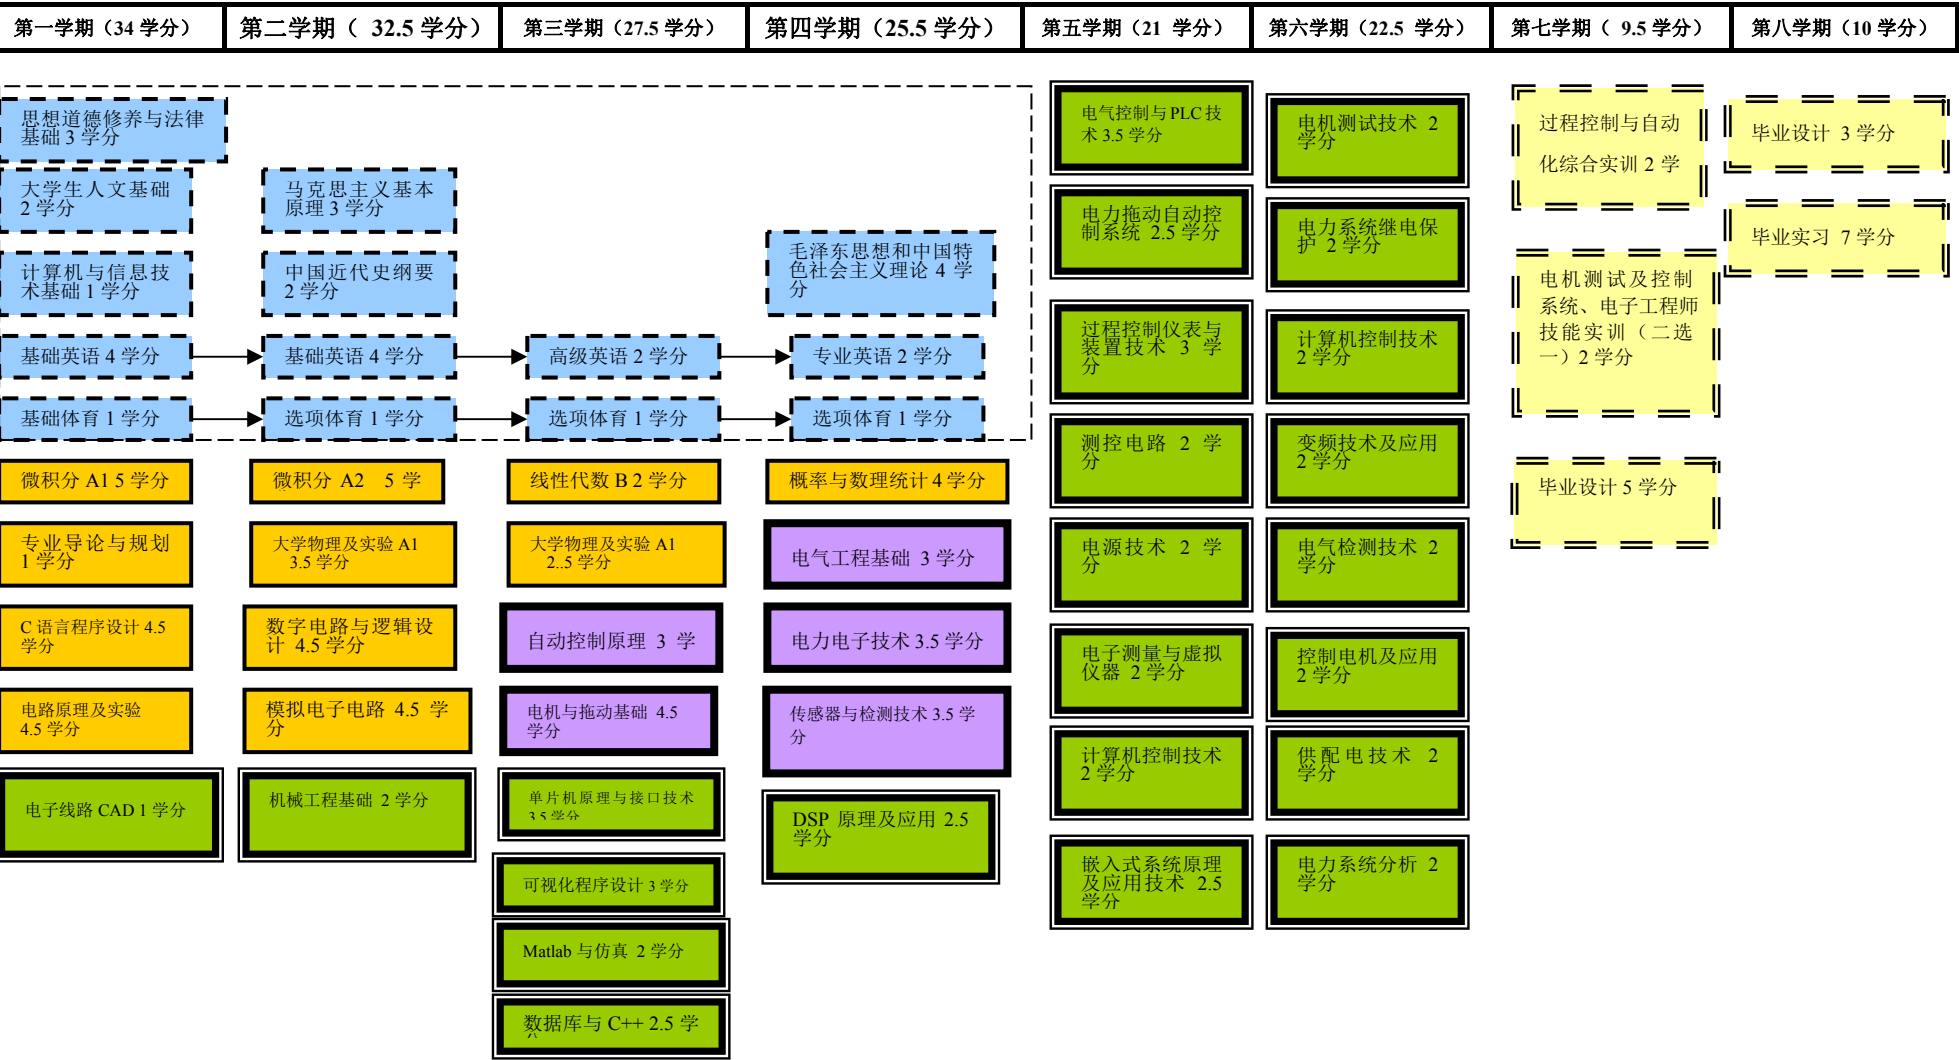 第一学期（34 学分）
第二学期（ 32.5 学分）
第三学期（27.5 学分）
第四学期（25.5 学分）
第五学期（21 学分）
第六学期（22.5 学分）
第七学期（ 9.5 学分）
第八学期（10 学分）
思想道德修养与法律
基础 3 学分
大学生人文基础
2 学分
计算机与信息技
术基础 1 学分
基础英语 4 学分
基础体育 1 学分
微积分 A1 5 学分
专业导论与规划
1 学分
C 语言程序设计 4.5
学分
电路原理及实验
4.5 学分
电子线路 CAD 1 学分
马克思主义基本
原理 3 学分
中国近代史纲要
2 学分
基础英语 4 学分
选项体育 1 学分
微积分 A2 5 学
大学物理及实验 A1
3.5 学分
数字电路与逻辑设
计 4.5 学分
模拟电子电路 4.5 学
分
机械工程基础 2 学分
高级英语 2 学分
选项体育 1 学分
线性代数 B 2 学分
大学物理及实验 A1
2..5 学分
自动控制原理 3 学
电机与拖动基础 4.5
学分
单片机原理与接口技术
3.5 学分
可视化程序设计 3 学分
Matlab 与仿真 2 学分
数据库与 C++ 2.5 学
毛泽东思想和中国特
色社会主义理论 4 学
分
专业英语 2 学分
选项体育 1 学分
概率与数理统计 4 学分
电气工程基础 3 学分
电力电子技术 3.5 学分
传感器与检测技术 3.5 学
分
DSP 原理及应用 2.5
学分
电气控制与 PLC 技
术 3.5 学分
电力拖动自动控
制系统 2.5 学分
过程控制仪表与
装置技术 3 学
分
测控电路 2 学
分
电源技术 2 学
分
电子测量与虚拟
仪器 2 学分
计算机控制技术
2 学分
嵌入式系统原理
及应用技术 2.5
学分
电机测试技术 2
学分
电力系统继电保
护 2 学分
计算机控制技术
2 学分
变频技术及应用
2 学分
电气检测技术 2
学分
控制电机及应用
2 学分
供配电技术 2
学分
电力系统分析 2
学分
过程控制与自动
化综合实训 2 学
电机测试及控制
系统、电子工程师
技能实训（二选
一）2 学分
毕业设计 5 学分
毕业设计 3 学分
毕业实习 7 学分